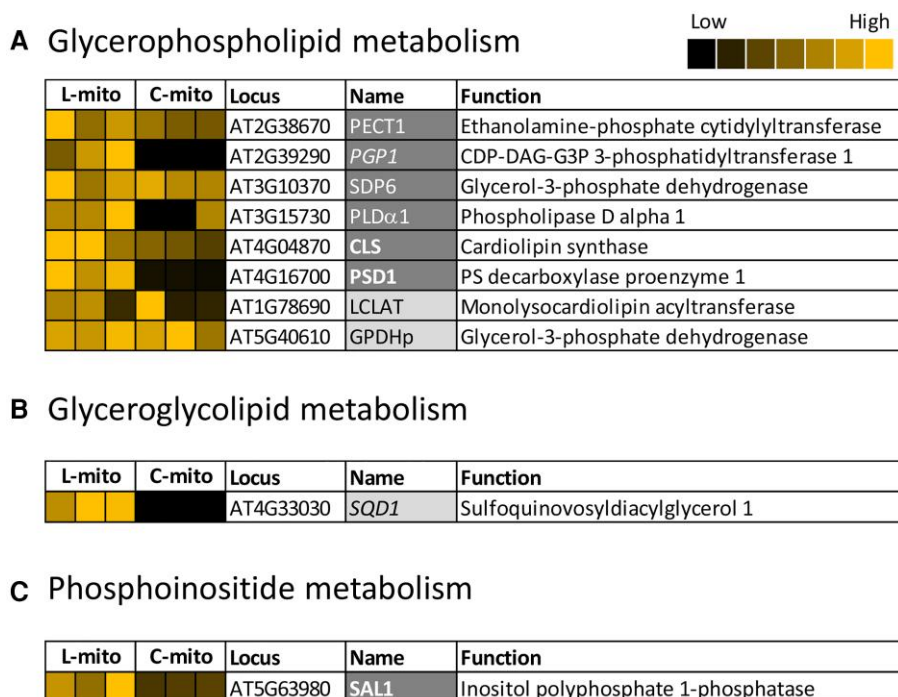 Low High
A Glycerophospholipid metabolism
L-mito C-mito Locus Name Function
AT2G38670 PECT1 Ethanolamine-phosphate cytidylyltransferase
AT2G39290 PGP1 CDP-DAG-G3P 3-phosphatidyltransferase 1
AT3G10370 SDP6 Glycerol-3-phosphate dehydrogenase
AT3G15730 PLDα1 Phospholipase D alpha 1
AT4G04870 CLS Cardiolipin synthase
AT4G16700 PSD1 PS decarboxylase proenzyme 1
AT1G78690 LCLAT Monolysocardiolipin acyltransferase
AT5G40610 GPDHp Glycerol-3-phosphate dehydrogenase
B Glyceroglycolipid metabolism
L-mito C-mito Locus Name Function
AT4G33030 SQD1 Sulfoquinovosyldiacylglycerol 1
C Phosphoinositide metabolism
L-mito C-mito Locus Name Function
AT5G63980 SAL1 Inositol polyphosphate 1-phosphatase